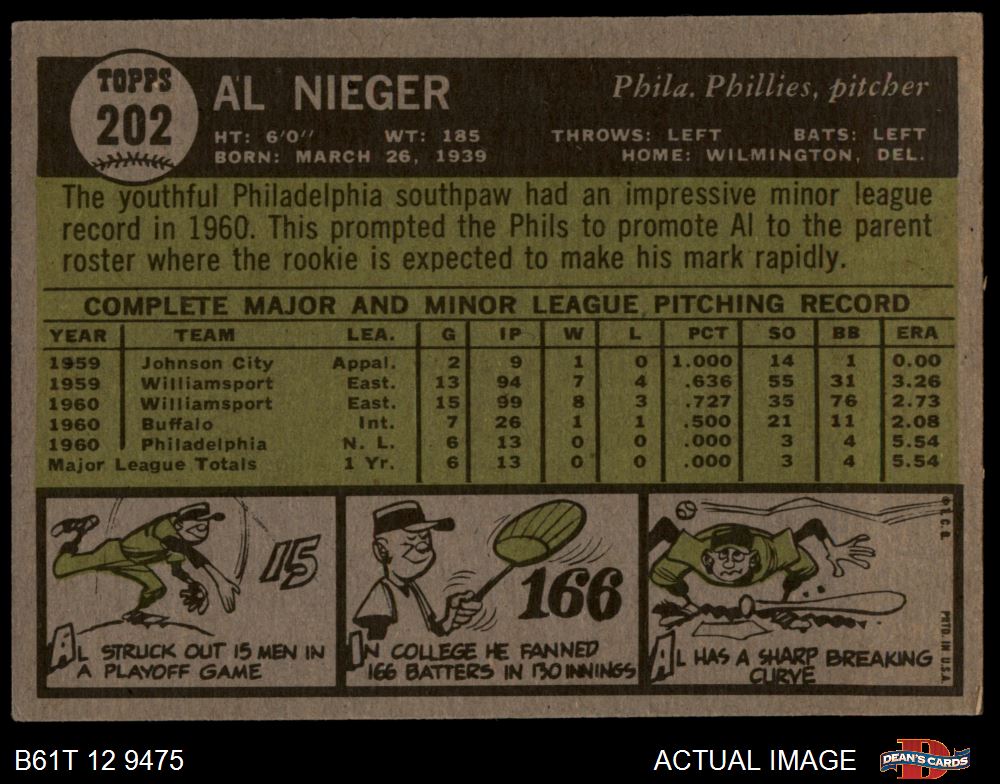 TOPPS
202
AL NIEGER
Phila. Phillies, pitcher
HT: 6'0" WT: 185 THROWS: LEFT BATS: LEFT
BORN: MARCH 26, 1939 HOME: WILMINGTON, DEL.
The youthful Philadelphia southpaw had an impressive minor league
record in 1960. This prompted the Phils to promote Al to the parent
roster where the rookie is expected to make his mark rapidly.
COMPLETE MAJOR AND MINOR LEAGUE PITCHING RECORD
YEAR TEAM LEA. G IP W L PCT SO BB ERA
1959 Johnson City Appal. 2 9 1 0 1.000 14 1 0.00
1959 Williamsport East. 13 94 7 4 .636 55 31 3.26
1960 Williamsport East. 15 99 8 3 .727 35 76 2.73
1960 Buffalo Int. 7 26 1 1 .500 21 11 2.08
1960 Philadelphia N. L. 6 13 0 0 .000 3 4 5.54
Major League Totals 1 Yr. 6 13 0 0 .000 3 4 5.54
15
AL STRUCK OUT 15 MEN IN
A PLAYOFF GAME
166
IN COLLEGE HE FANNED
166 BATTERS IN 130 INNINGS
AL HAS A SHARP BREAKING
CURVE
© T.C.G. PRTD. IN U.S.A.
B61T 12 9475
ACTUAL IMAGE
D
DEAN'S CARDS